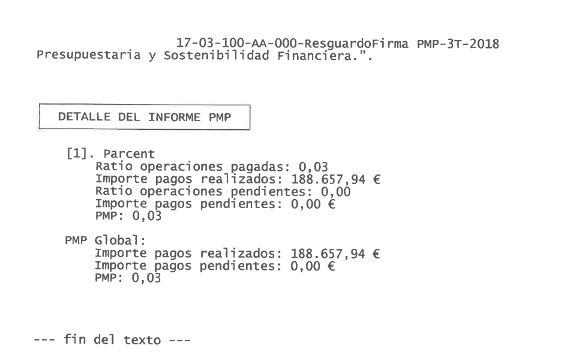 17-03-100-AA-000-ResguardoFirma PMP-3T-2018
Presupuestaria y Sostenibilidad Financiera.”.
DETALLE DEL INFORME PMP
[1]. Parcent
Ratio operaciones pagadas: 0,03
Importe pagos realizados: 188.657,94 €
Ratio operaciones pendientes: 0,00
Importe pagos pendientes: 0,00 €
PMP: 0,03
PMP Global:
Importe pagos realizados: 188.657,94 €
Importe pagos pendientes: 0,00 €
PMP: 0,03
--- fin del texto ---